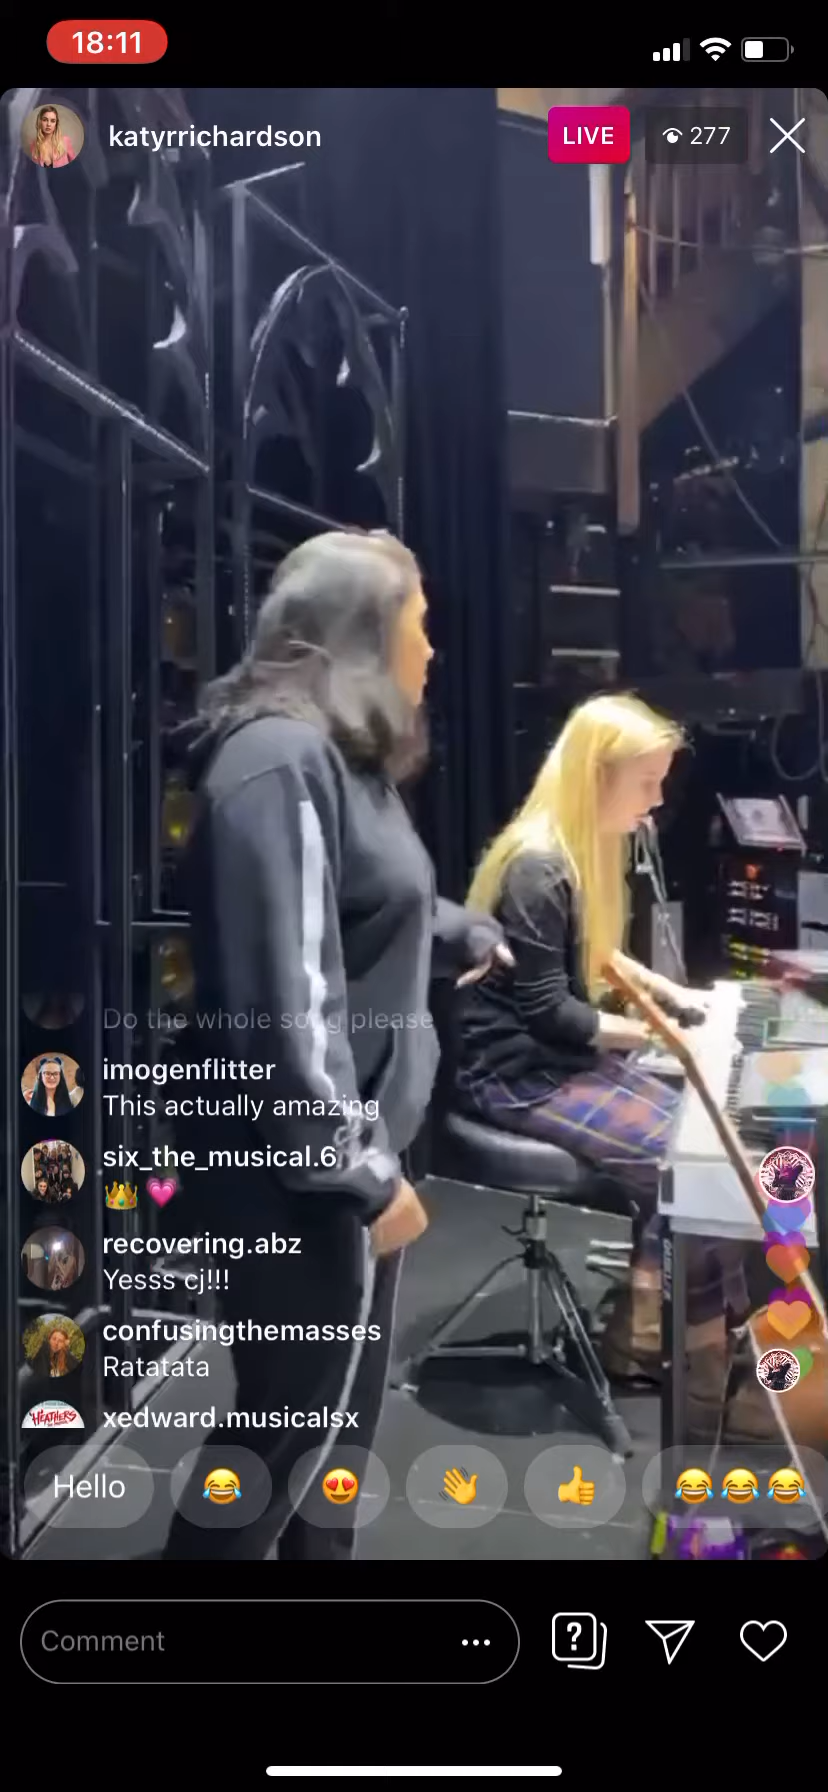 18:11
katyrrichardson
LIVE
277
Do the whole song please
imogenflitter
This actually amazing
six_the_musical.6
👑💗
recovering.abz
Yesss cj!!!
confusingthemasses
Ratatata
HEATHERS
xedward.musicalsx
Hello 😂 😍 👋 👍 😂😂😂
Comment